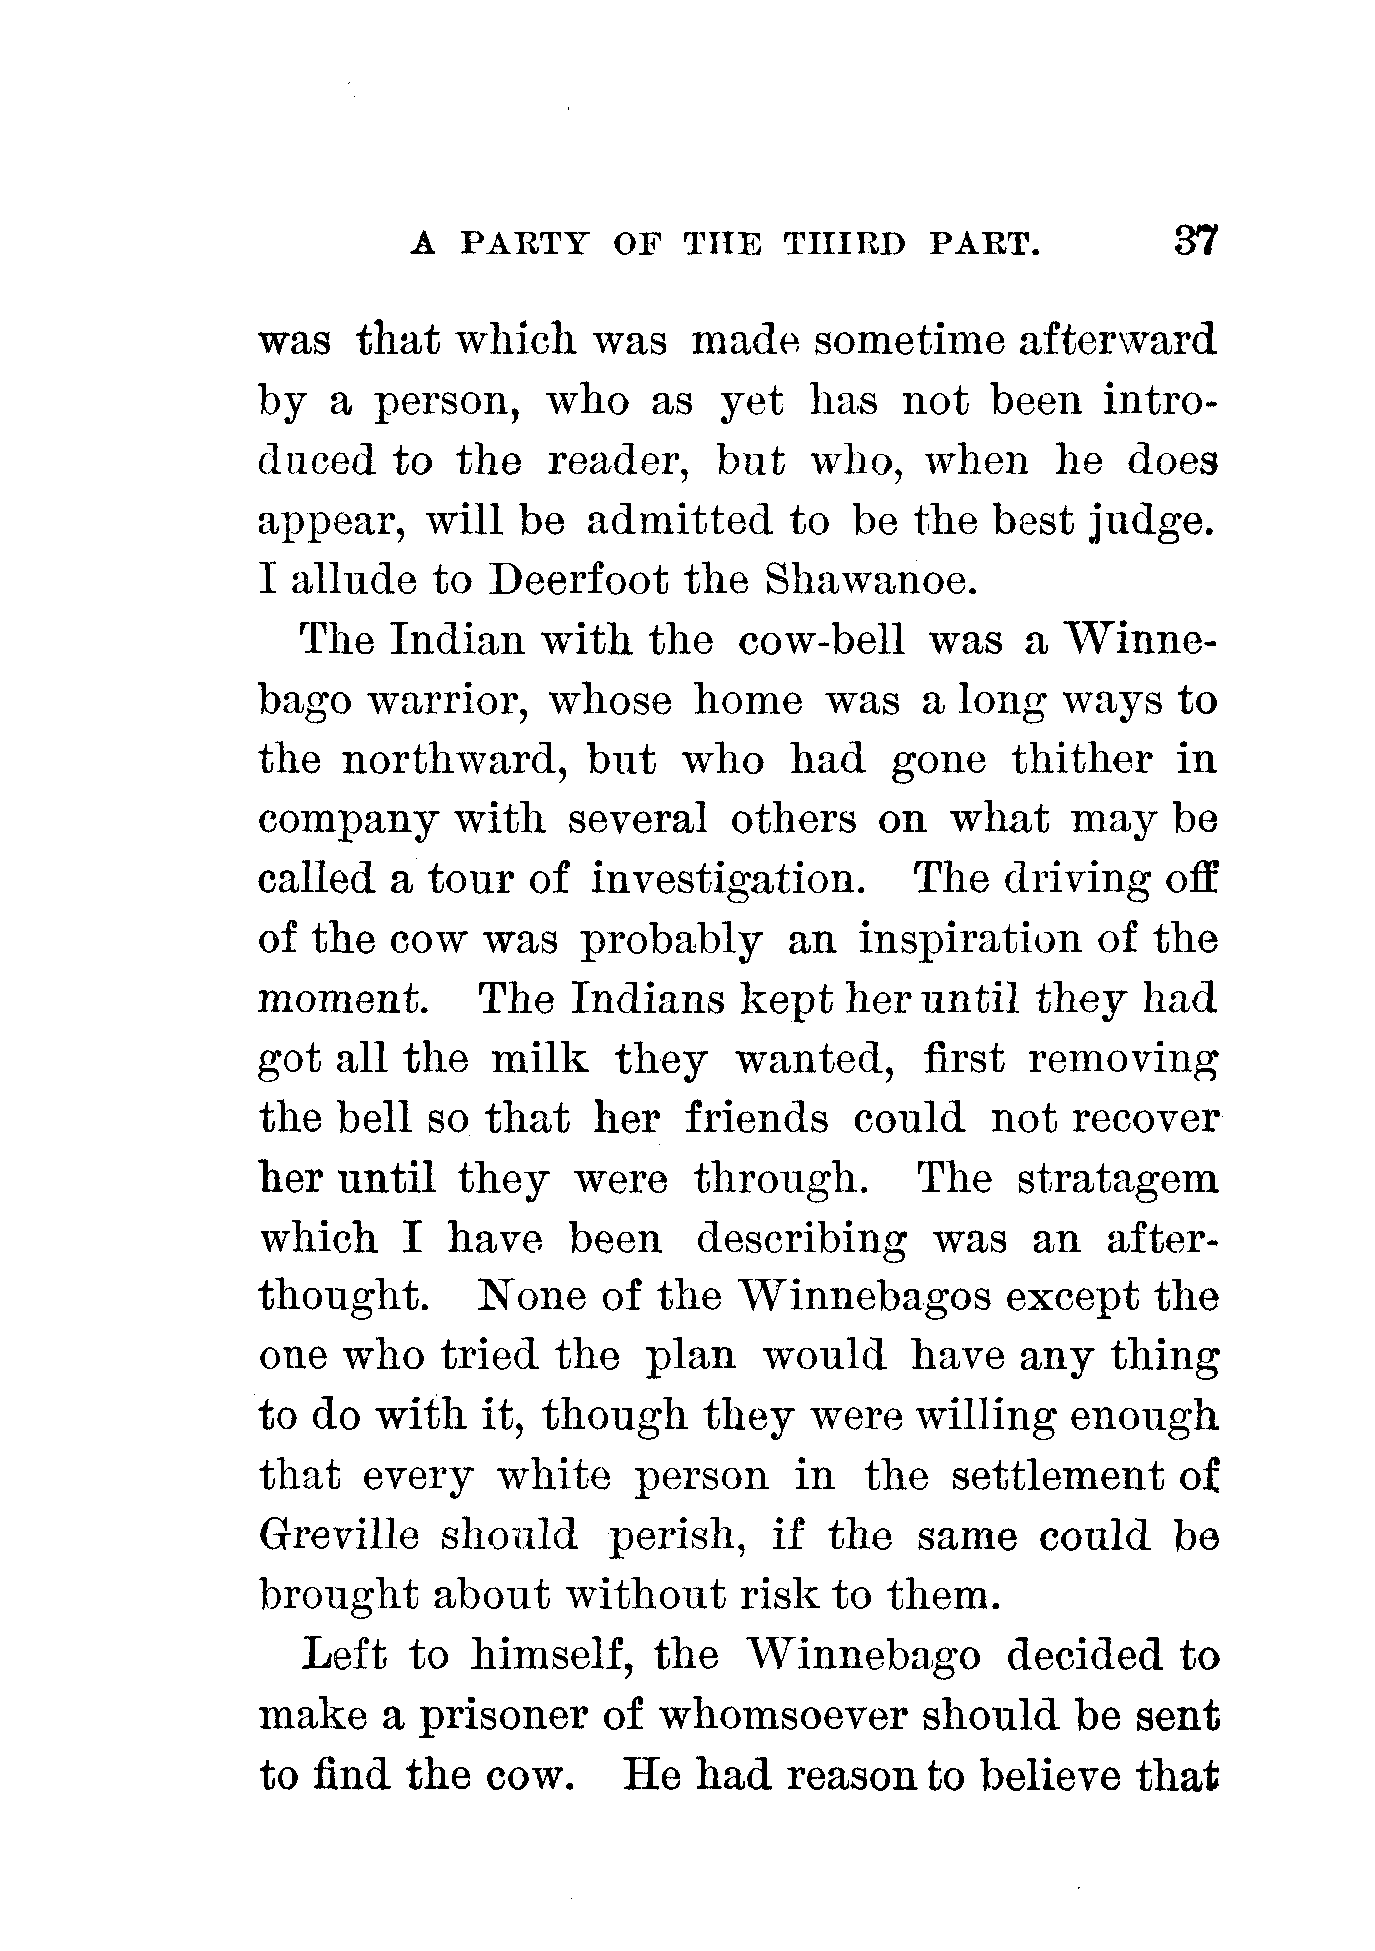 A PARTY OF THE THIRD PART. 37
was that which was made sometime afterward
by a person, who as yet has not been intro-
duced to the reader, but who, when he does
appear, will be admitted to be the best judge.
I allude to Deerfoot the Shawanoe.
The Indian with the cow-bell was a Winne-
bago warrior, whose home was a long ways to
the northward, but who had gone thither in
company with several others on what may be
called a tour of investigation. The driving off
of the cow was probably an inspiration of the
moment. The Indians kept her until they had
got all the milk they wanted, first removing
the bell so that her friends could not recover
her until they were through. The stratagem
which I have been describing was an after-
thought. None of the Winnebagos except the
one who tried the plan would have any thing
to do with it, though they were willing enough
that every white person in the settlement of
Greville should perish, if the same could be
brought about without risk to them.
Left to himself, the Winnebago decided to
make a prisoner of whomsoever should be sent
to find the cow. He had reason to believe that